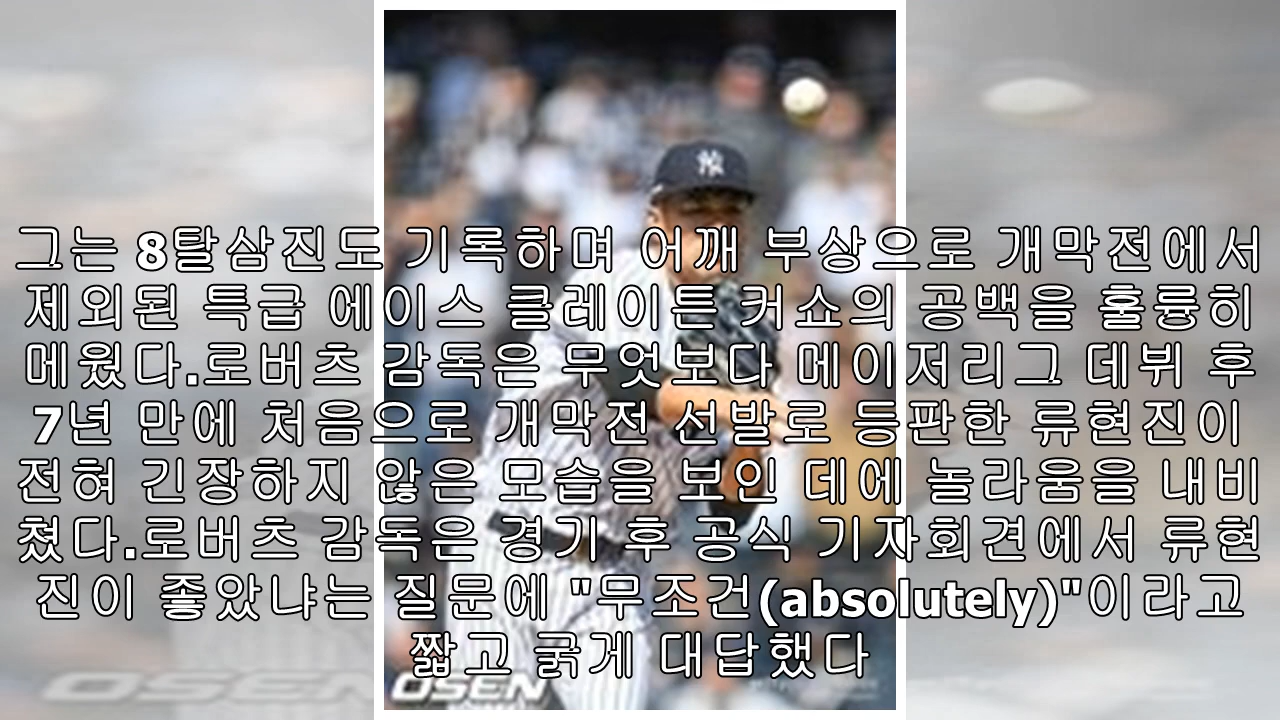 그는 8탈삼진도 기록하며 어깨 부상으로 개막전에서
제외된 특급 에이스 클레이튼 커쇼의 공백을 훌륭히
메웠다.로버츠 감독은 무엇보다 메이저리그 데뷔 후
7년 만에 처음으로 개막전 선발로 등판한 류현진이
전혀 긴장하지 않은 모습을 보인 데에 놀라움을 내비
쳤다.로버츠 감독은 경기 후 공식 기자회견에서 류현
진이 좋았냐는 질문에 "무조건(absolutely)"이라고
짧고 굵게 대답했다
OSEN
NY